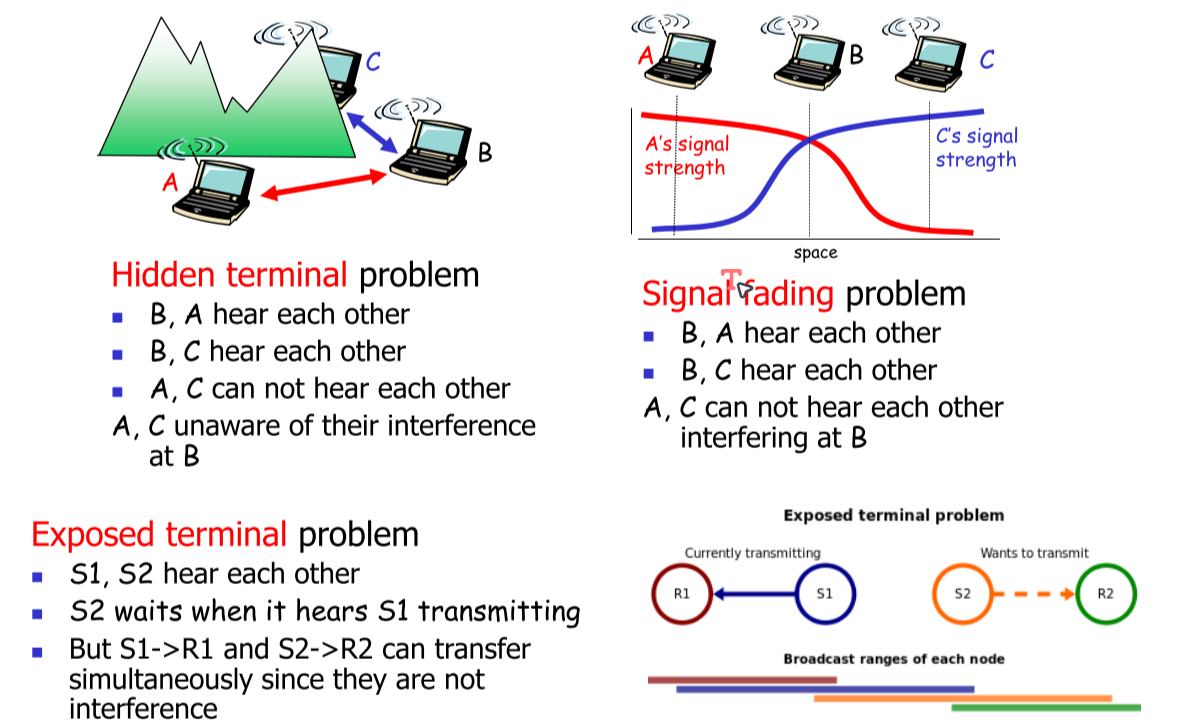 C
B
A
Hidden terminal problem
B, A hear each other
B, C hear each other
A, C can not hear each other
A, C unaware of their interference
at B
A
B
C
A's signal
strength
C's signal
strength
space
T
Signal fading problem
B, A hear each other
B, C hear each other
A, C can not hear each other
interfering at B
Exposed terminal problem
S1, S2 hear each other
S2 waits when it hears S1 transmitting
But S1->R1 and S2->R2 can transfer
simultaneously since they are not
interference
Exposed terminal problem
Currently transmitting
Wants to transmit
R1
S1
S2
R2
Broadcast ranges of each node